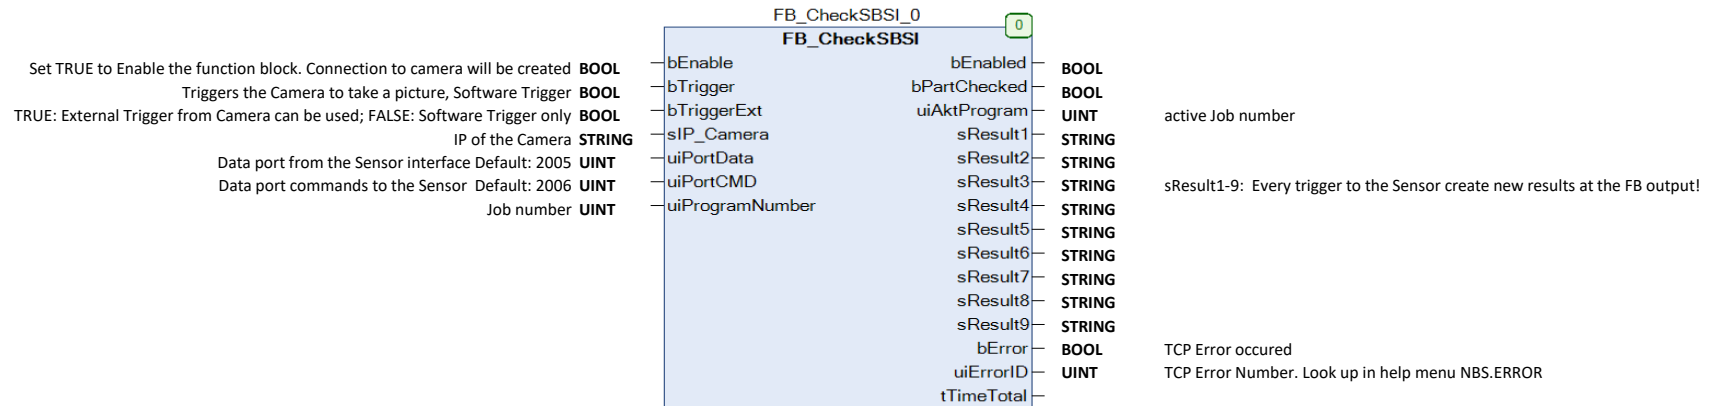 FB_CheckSBSI_0
0
FB_CheckSBSI
Set TRUE to Enable the function block. Connection to camera will be created BOOL bEnable bEnabled BOOL
Triggers the Camera to take a picture, Software Trigger BOOL bTrigger bPartChecked BOOL
TRUE: External Trigger from Camera can be used; FALSE: Software Trigger only BOOL bTriggerExt uiAktProgram UINT active Job number
IP of the Camera STRING sIP_Camera sResult1 STRING
Data port from the Sensor interface Default: 2005 UINT uiPortData sResult2 STRING
Data port commands to the Sensor Default: 2006 UINT uiPortCMD sResult3 STRING sResult1-9: Every trigger to the Sensor create new results at the FB output!
Job number UINT uiProgramNumber sResult4 STRING
sResult5 STRING
sResult6 STRING
sResult7 STRING
sResult8 STRING
sResult9 STRING
bError BOOL TCP Error occured
uiErrorID UINT TCP Error Number. Look up in help menu NBS.ERROR
tTimeTotal